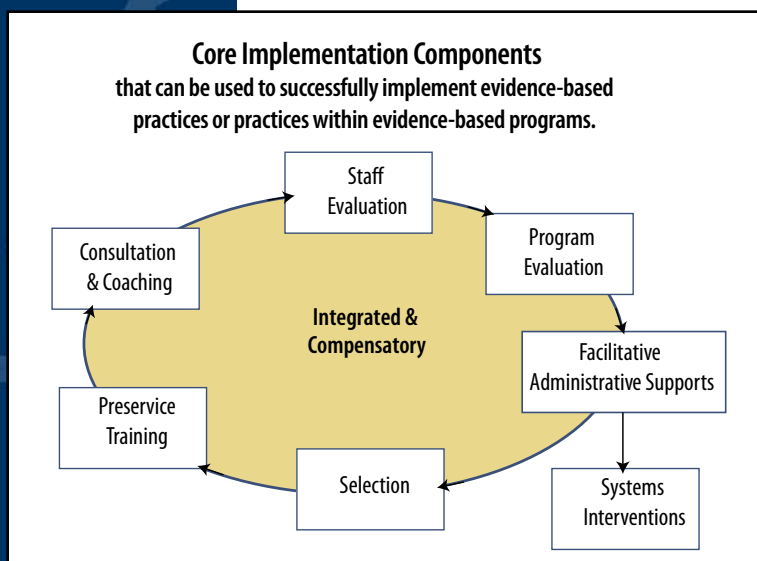 Core Implementation Components
that can be used to successfully implement evidence-based
practices or practices within evidence-based programs.
Staff
Evaluation
Program
Evaluation
Consultation
& Coaching
Integrated &
Compensatory
Facilitative
Administrative Supports
Preservice
Training
Selection
Systems
Interventions